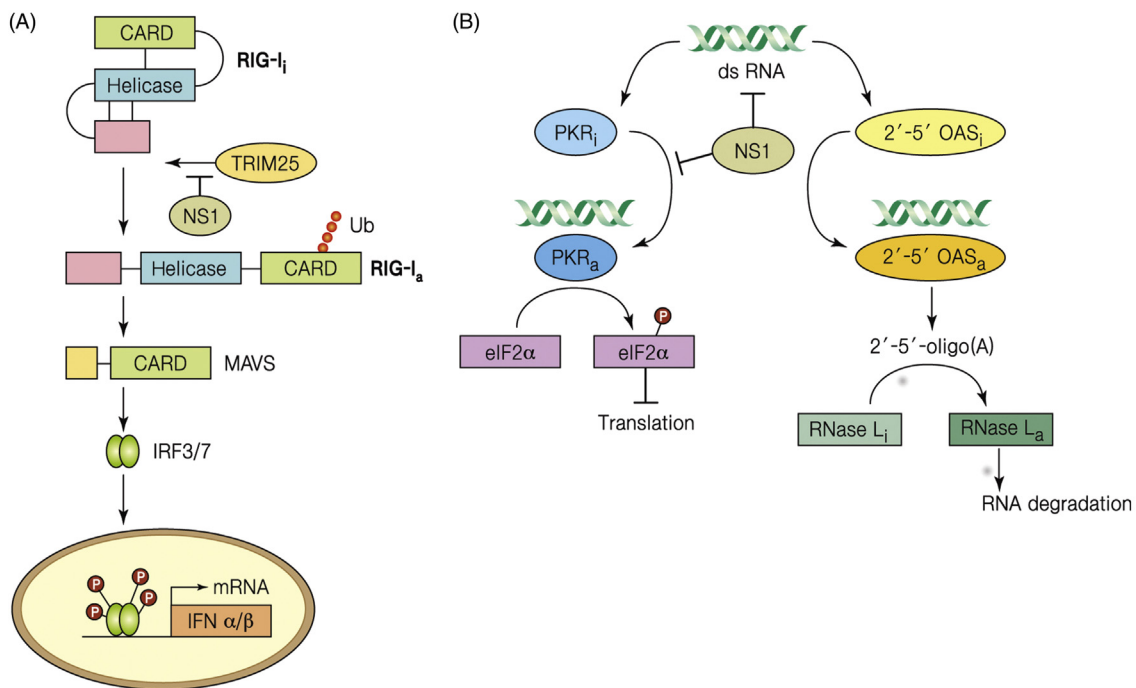 (A)
CARD
RIG-Iᵢ
Helicase
TRIM25
NS1
Ub
Helicase
CARD
RIG-Iₐ
CARD
MAVS
IRF3/7
P
P
P
P
mRNA
IFN α/β
(B)
ds RNA
PKRᵢ
NS1
2′-5′ OASᵢ
PKRₐ
2′-5′ OASₐ
P
eIF2α
eIF2α
2′-5′-oligo(A)
Translation
RNase Lᵢ
RNase Lₐ
RNA degradation